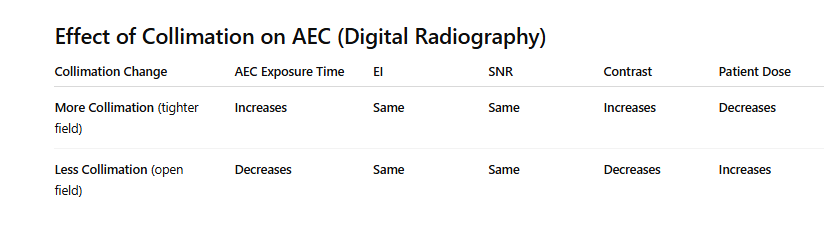 Effect of Collimation on AEC (Digital Radiography)
Collimation Change AEC Exposure Time EI SNR Contrast Patient Dose
More Collimation (tighter field) Increases Same Same Increases Decreases
Less Collimation (open field) Decreases Same Same Decreases Increases